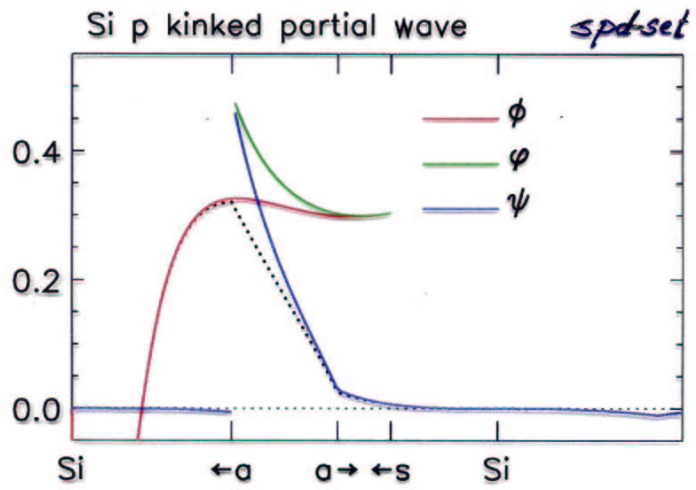 Si p kinked partial wave spd-set
ϕ
0.4
φ
ψ
0.2
0.0
Si ←a a→ ←s Si